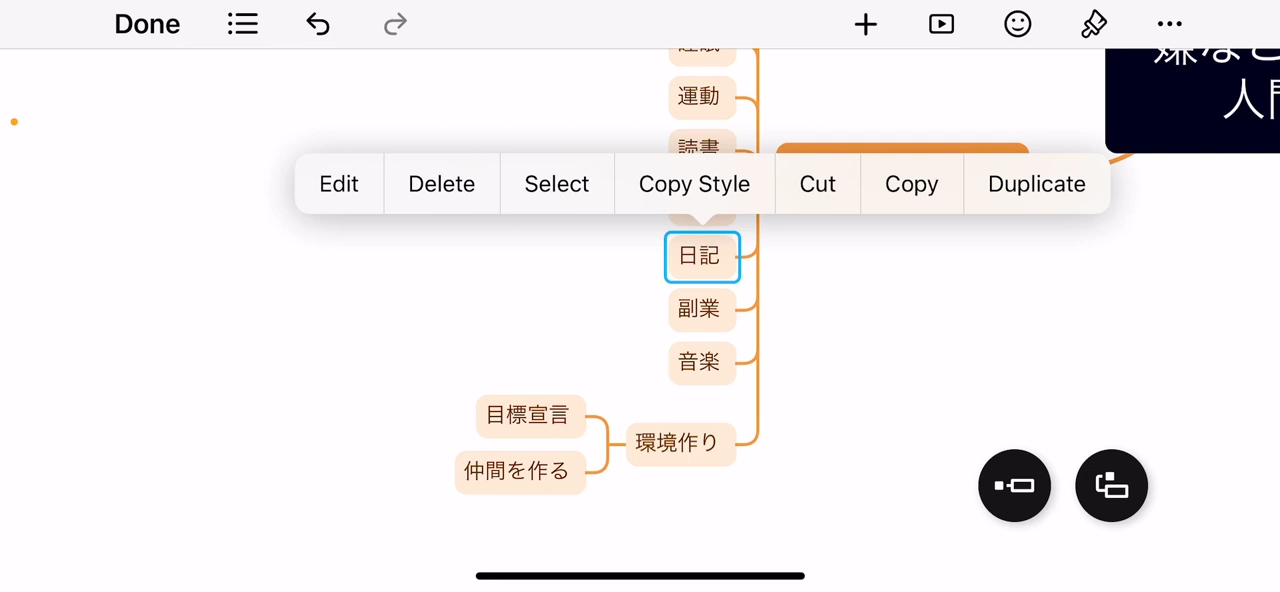 Done
運動
読書
Edit
Delete
Select
Copy Style
Cut
Copy
Duplicate
日記
副業
音楽
目標宣言
環境作り
仲間を作る